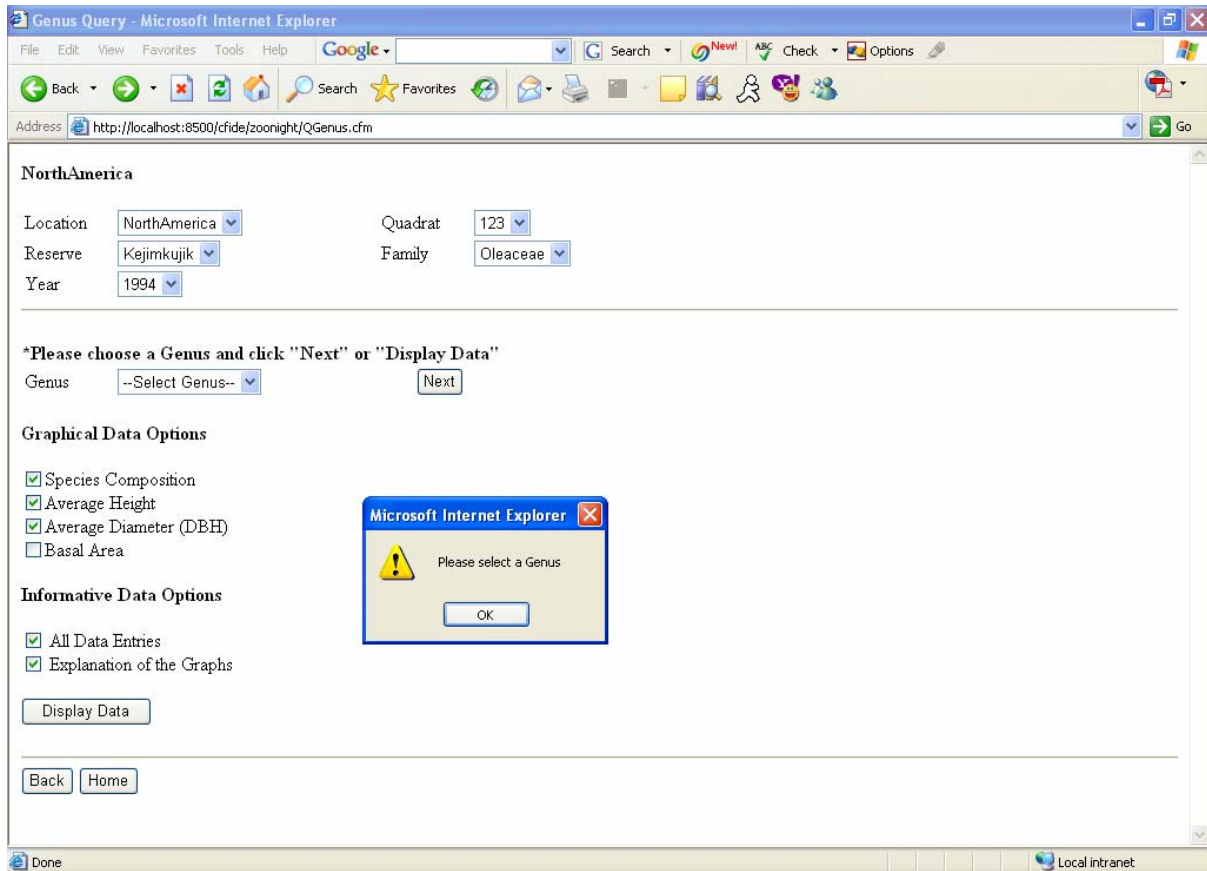 Genus Query - Microsoft Internet Explorer
File Edit View Favorites Tools Help Google Search New! ABC Check Options
Back Search Favorites
Address http://localhost:8500/cfide/zoonight/QGenus.cfm Go
NorthAmerica
Location NorthAmerica Quadrat 123
Reserve Kejimkujik Family Oleaceae
Year 1994
*Please choose a Genus and click "Next" or "Display Data"
Genus --Select Genus-- Next
Graphical Data Options
Species Composition
Average Height
Average Diameter (DBH)
Basal Area
Microsoft Internet Explorer
Please select a Genus
OK
Informative Data Options
All Data Entries
Explanation of the Graphs
Display Data
Back Home
Done Local intranet